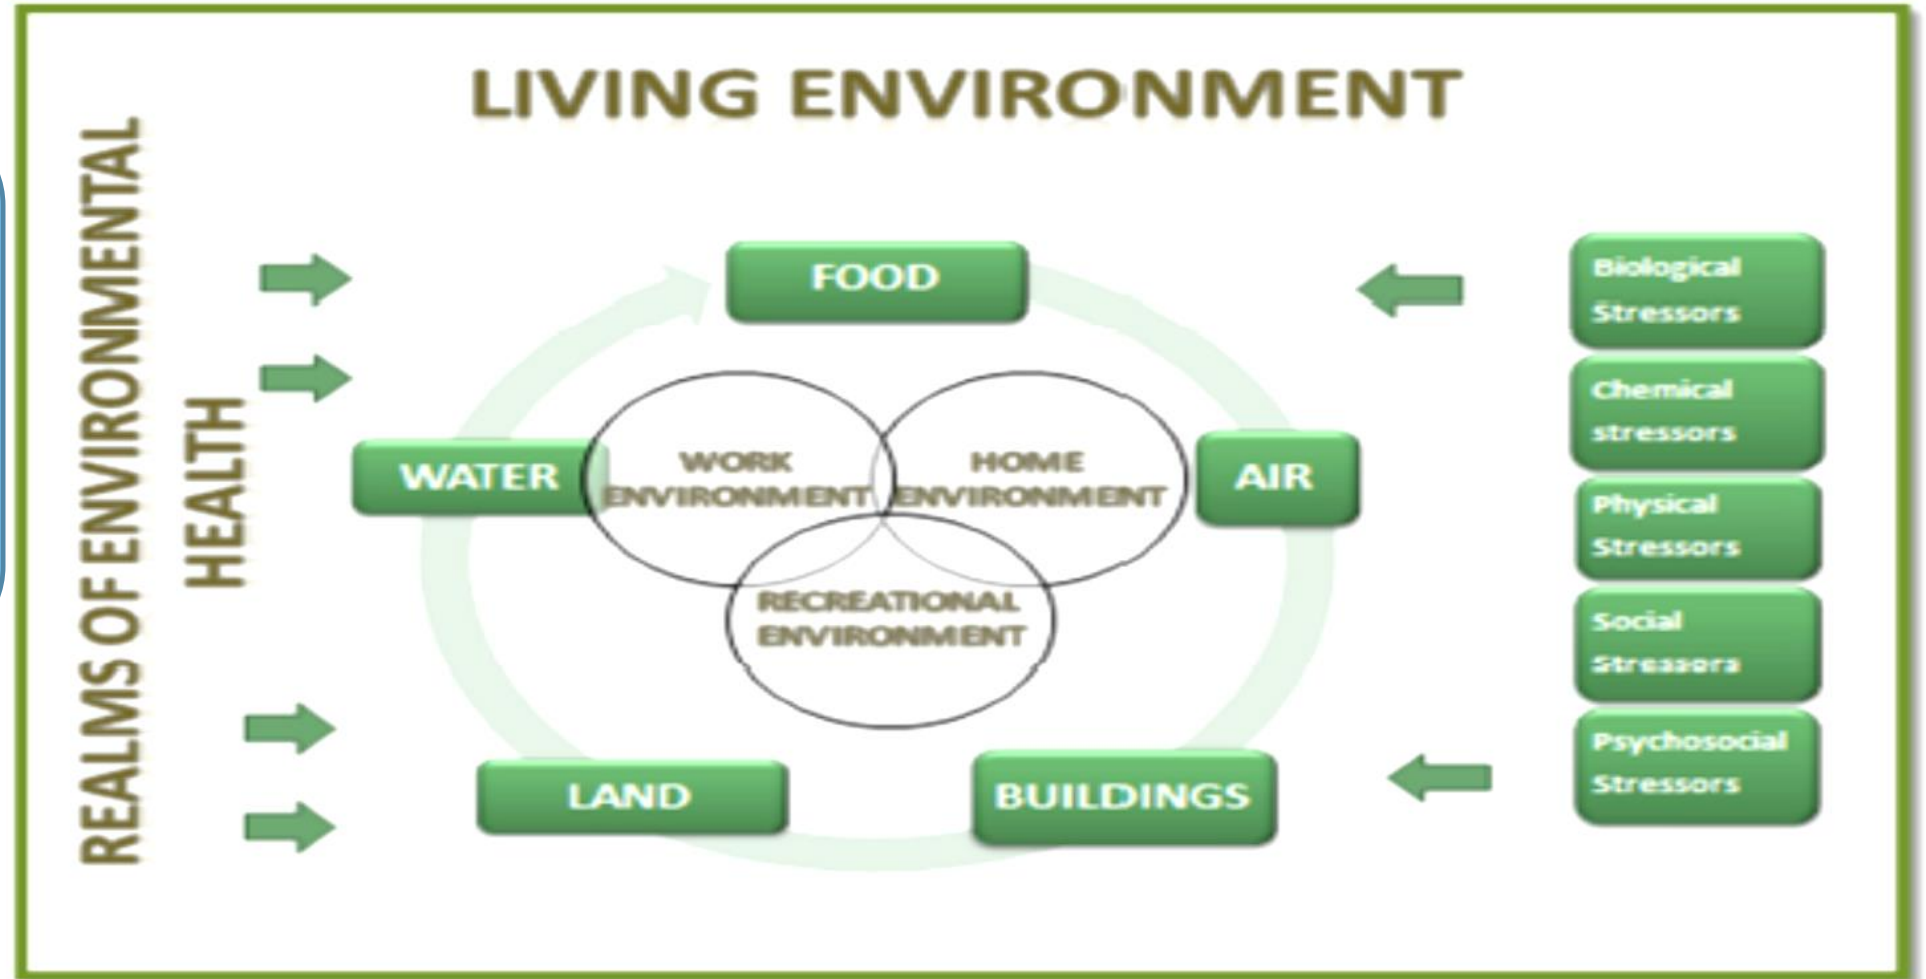 LIVING ENVIRONMENT
REALMS OF ENVIRONMENTAL
HEALTH
FOOD
WATER
WORK
ENVIRONMENT
HOME
ENVIRONMENT
AIR
RECREATIONAL
ENVIRONMENT
LAND
BUILDINGS
Biological
Stressors
Chemical
stressors
Physical
Stressors
Social
Stressors
Psychosocial
Stressors